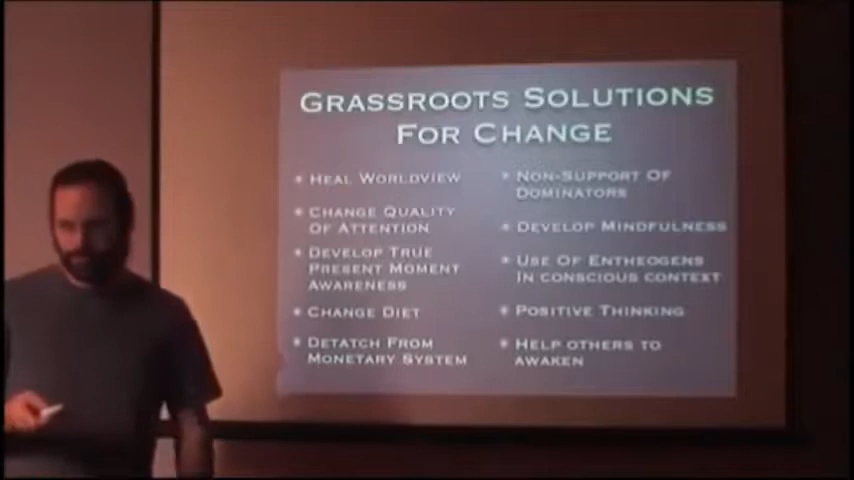 Grassroots Solutions
For Change
* Heal Worldview
* Change Quality
of Attention
* Develop True
Present Moment
Awareness
* Change Diet
* Detatch From
Monetary System
* Non-Support Of
Dominators
* Develop Mindfulness
* Use Of Entheogens
in conscious context
* Positive Thinking
* Help others to
awaken